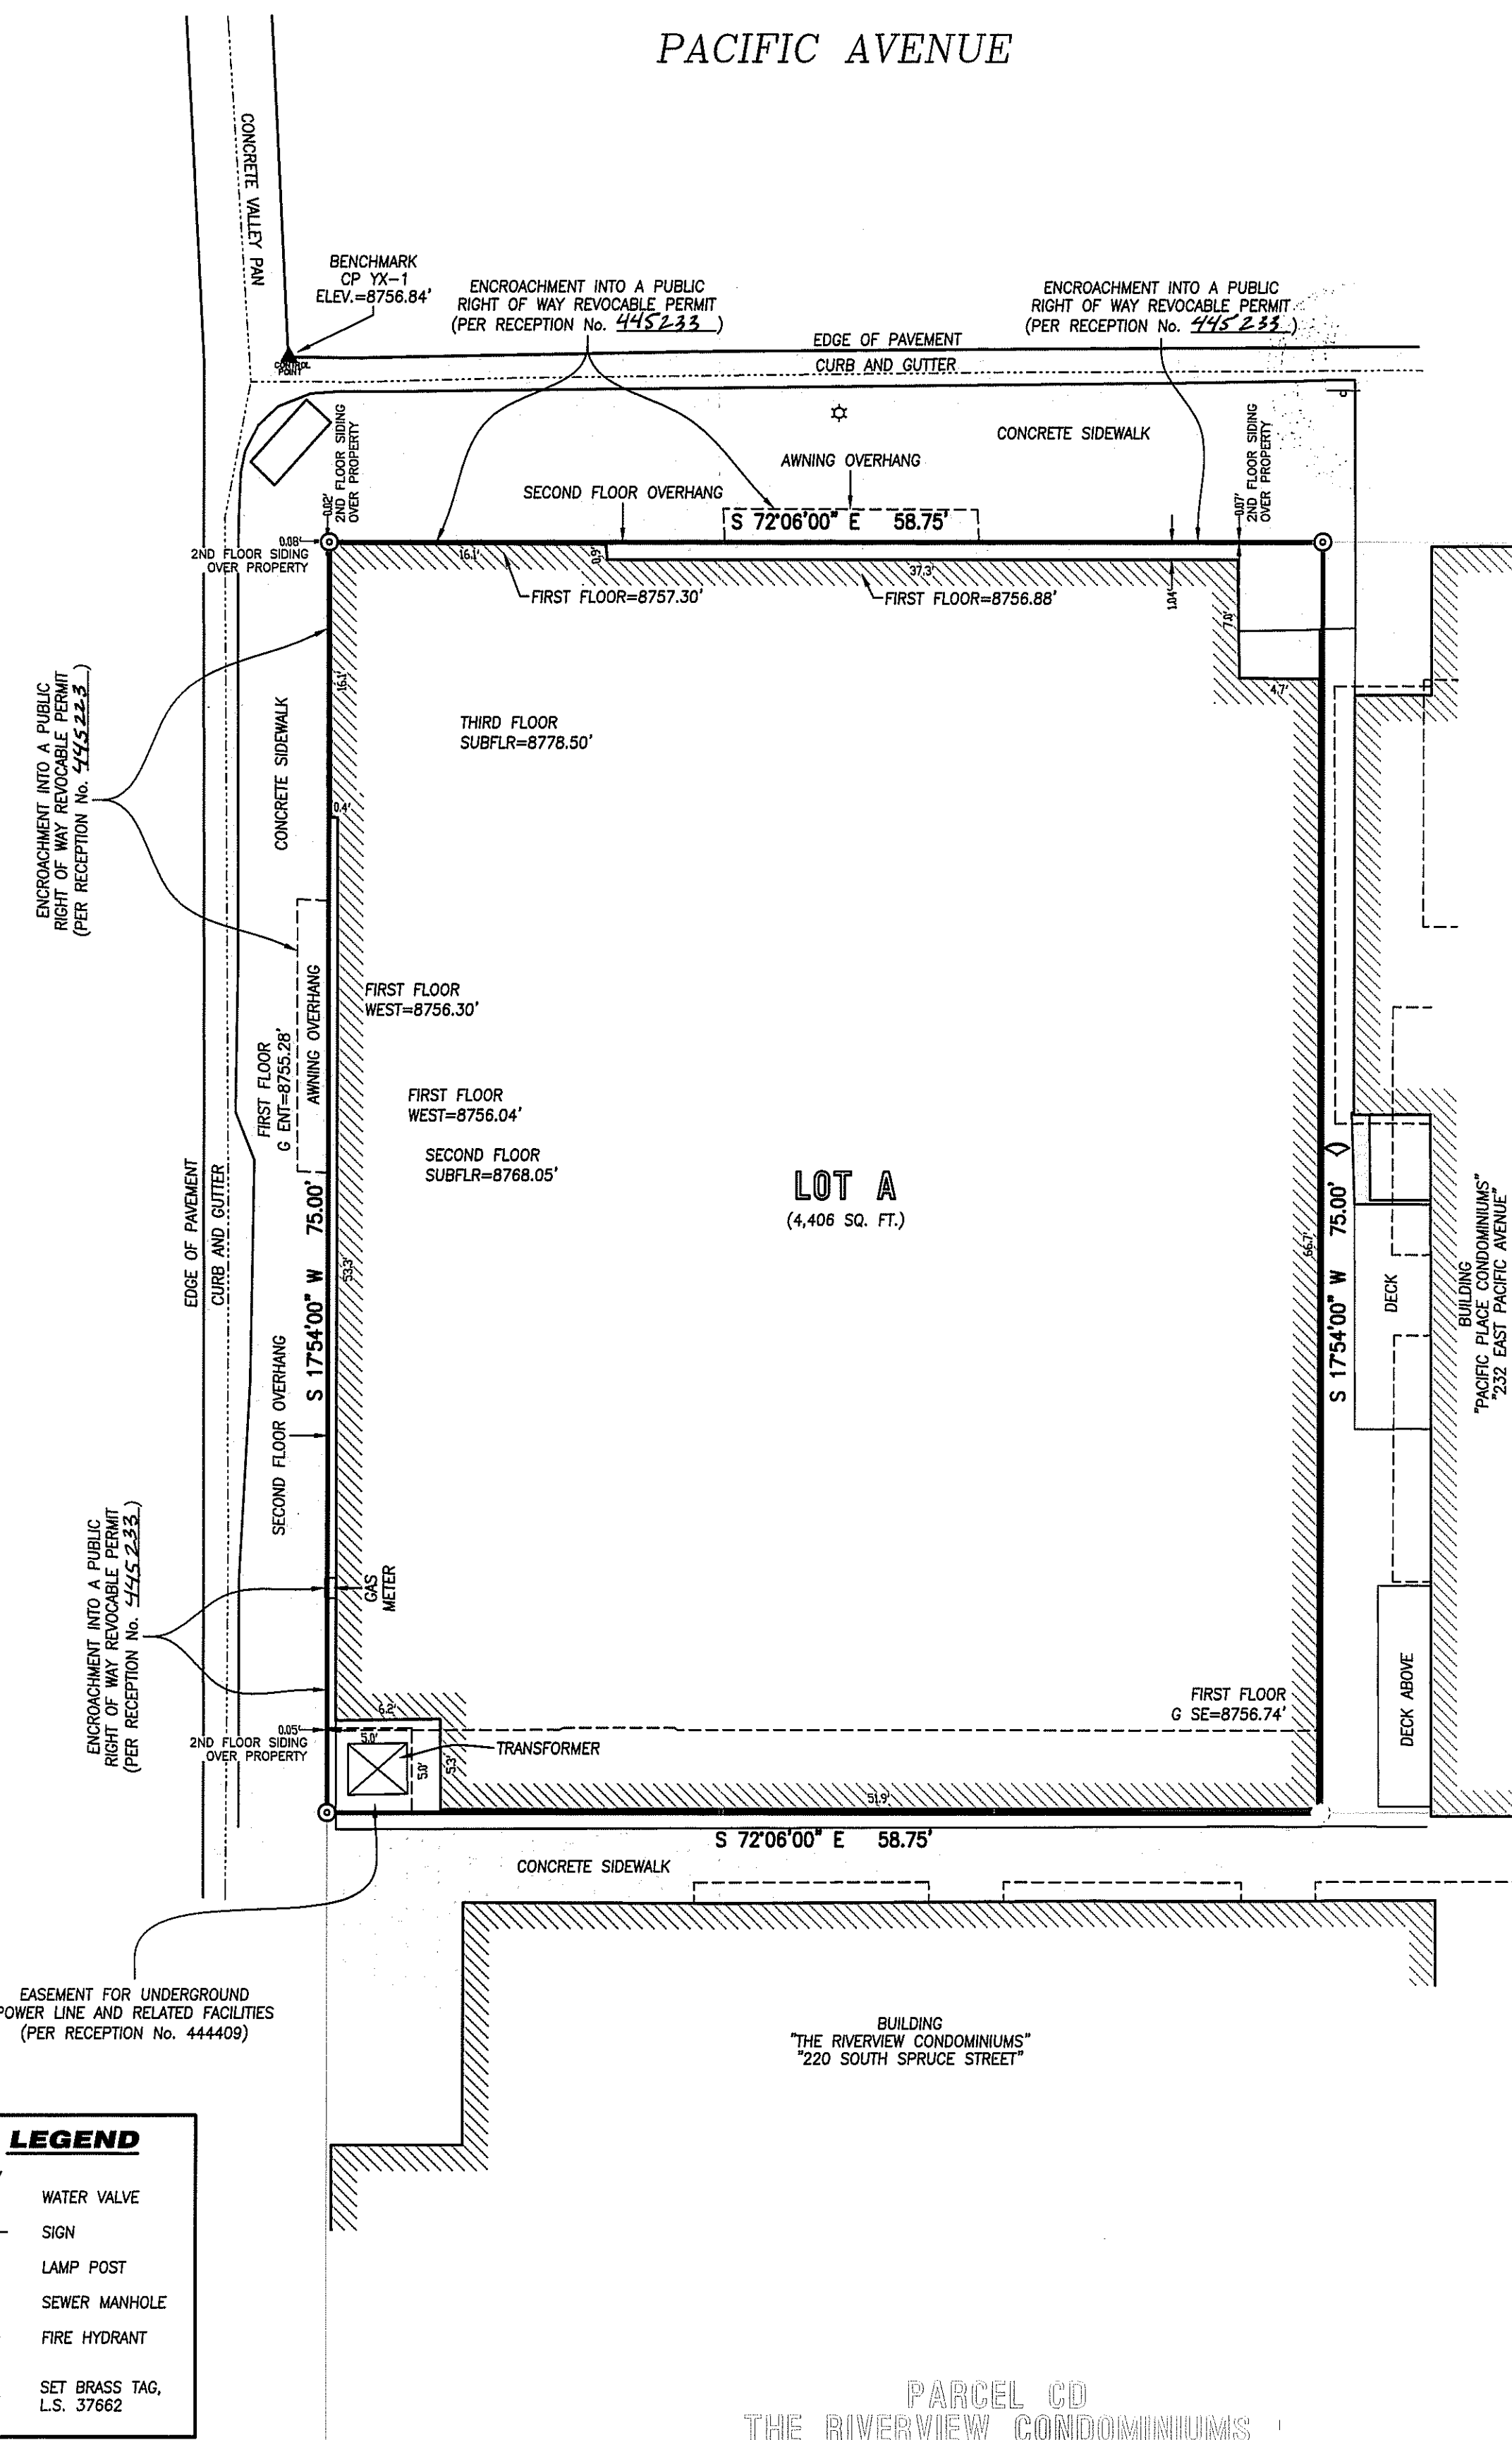 PACIFIC AVENUE
CONCRETE VALLEY PAN
BENCHMARK
CP YX-1
ELEV.=8756.84'
CONTROL
POINT
ENCROACHMENT INTO A PUBLIC
RIGHT OF WAY REVOCABLE PERMIT
(PER RECEPTION No. 445233)
ENCROACHMENT INTO A PUBLIC
RIGHT OF WAY REVOCABLE PERMIT
(PER RECEPTION No. 445233)
EDGE OF PAVEMENT
CURB AND GUTTER
CONCRETE SIDEWALK
AWNING OVERHANG
SECOND FLOOR OVERHANG
S 72°06'00" E 58.75'
0.02'
2ND FLOOR SIDING
OVER PROPERTY
0.07'
2ND FLOOR SIDING
OVER PROPERTY
0.08'
2ND FLOOR SIDING
OVER PROPERTY
16.1'
0.9'
37.3'
1.04'
7.0'
4.7'
FIRST FLOOR=8757.30'
FIRST FLOOR=8756.88'
16.1'
0.4'
THIRD FLOOR
SUBFLR=8778.50'
ENCROACHMENT INTO A PUBLIC
RIGHT OF WAY REVOCABLE PERMIT
(PER RECEPTION No. 445223)
CONCRETE SIDEWALK
AWNING OVERHANG
FIRST FLOOR
G ENT=8755.28'
FIRST FLOOR
WEST=8756.30'
FIRST FLOOR
WEST=8756.04'
SECOND FLOOR
SUBFLR=8768.05'
LOT A
(4,406 SQ. FT.)
EDGE OF PAVEMENT
CURB AND GUTTER
S 17°54'00" W 75.00'
53.3'
SECOND FLOOR OVERHANG
66.7'
S 17°54'00" W 75.00'
DECK
BUILDING
"PACIFIC PLACE CONDOMINIUMS"
"232 EAST PACIFIC AVENUE"
DECK ABOVE
ENCROACHMENT INTO A PUBLIC
RIGHT OF WAY REVOCABLE PERMIT
(PER RECEPTION No. 445233)
GAS
METER
FIRST FLOOR
G SE=8756.74'
0.05'
2ND FLOOR SIDING
OVER PROPERTY
6.2'
5.0'
5.0'
5.3'
TRANSFORMER
51.9'
S 72°06'00" E 58.75'
CONCRETE SIDEWALK
EASEMENT FOR UNDERGROUND
POWER LINE AND RELATED FACILITIES
(PER RECEPTION No. 444409)
BUILDING
"THE RIVERVIEW CONDOMINIUMS"
"220 SOUTH SPRUCE STREET"
LEGEND
WATER VALVE
SIGN
LAMP POST
SEWER MANHOLE
FIRE HYDRANT
SET BRASS TAG,
L.S. 37662
PARCEL CD
THE RIVERVIEW CONDOMINIUMS